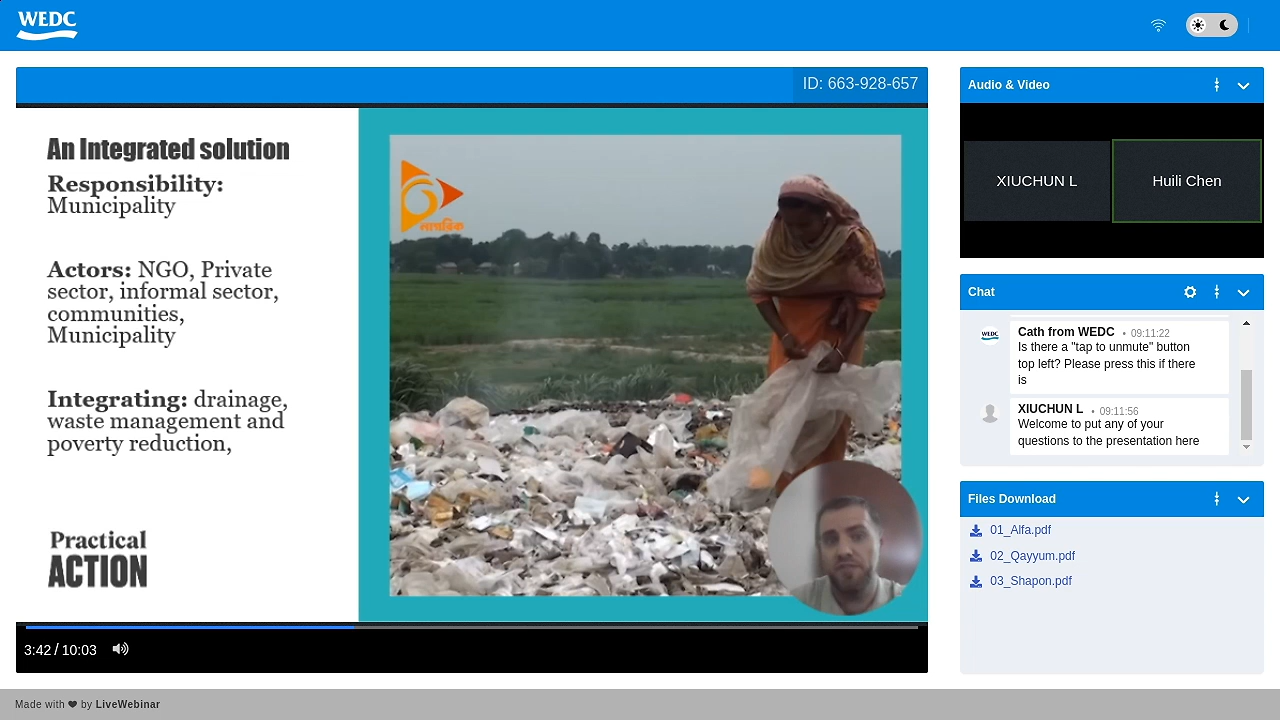 WEDC
ID: 663-928-657
An Integrated solution
Responsibility:
Municipality
Actors: NGO, Private
sector, informal sector,
communities,
Municipality
Integrating: drainage,
waste management and
poverty reduction,
Practical
ACTION
নাগরিক
3:42 / 10:03
Audio & Video
XIUCHUN L
Huili Chen
Chat
WEDC
Cath from WEDC • 09:11:22
Is there a "tap to unmute" button
top left? Please press this if there
is
XIUCHUN L • 09:11:56
Welcome to put any of your
questions to the presentation here
Files Download
01_Alfa.pdf
02_Qayyum.pdf
03_Shapon.pdf
Made with ❤ by LiveWebinar